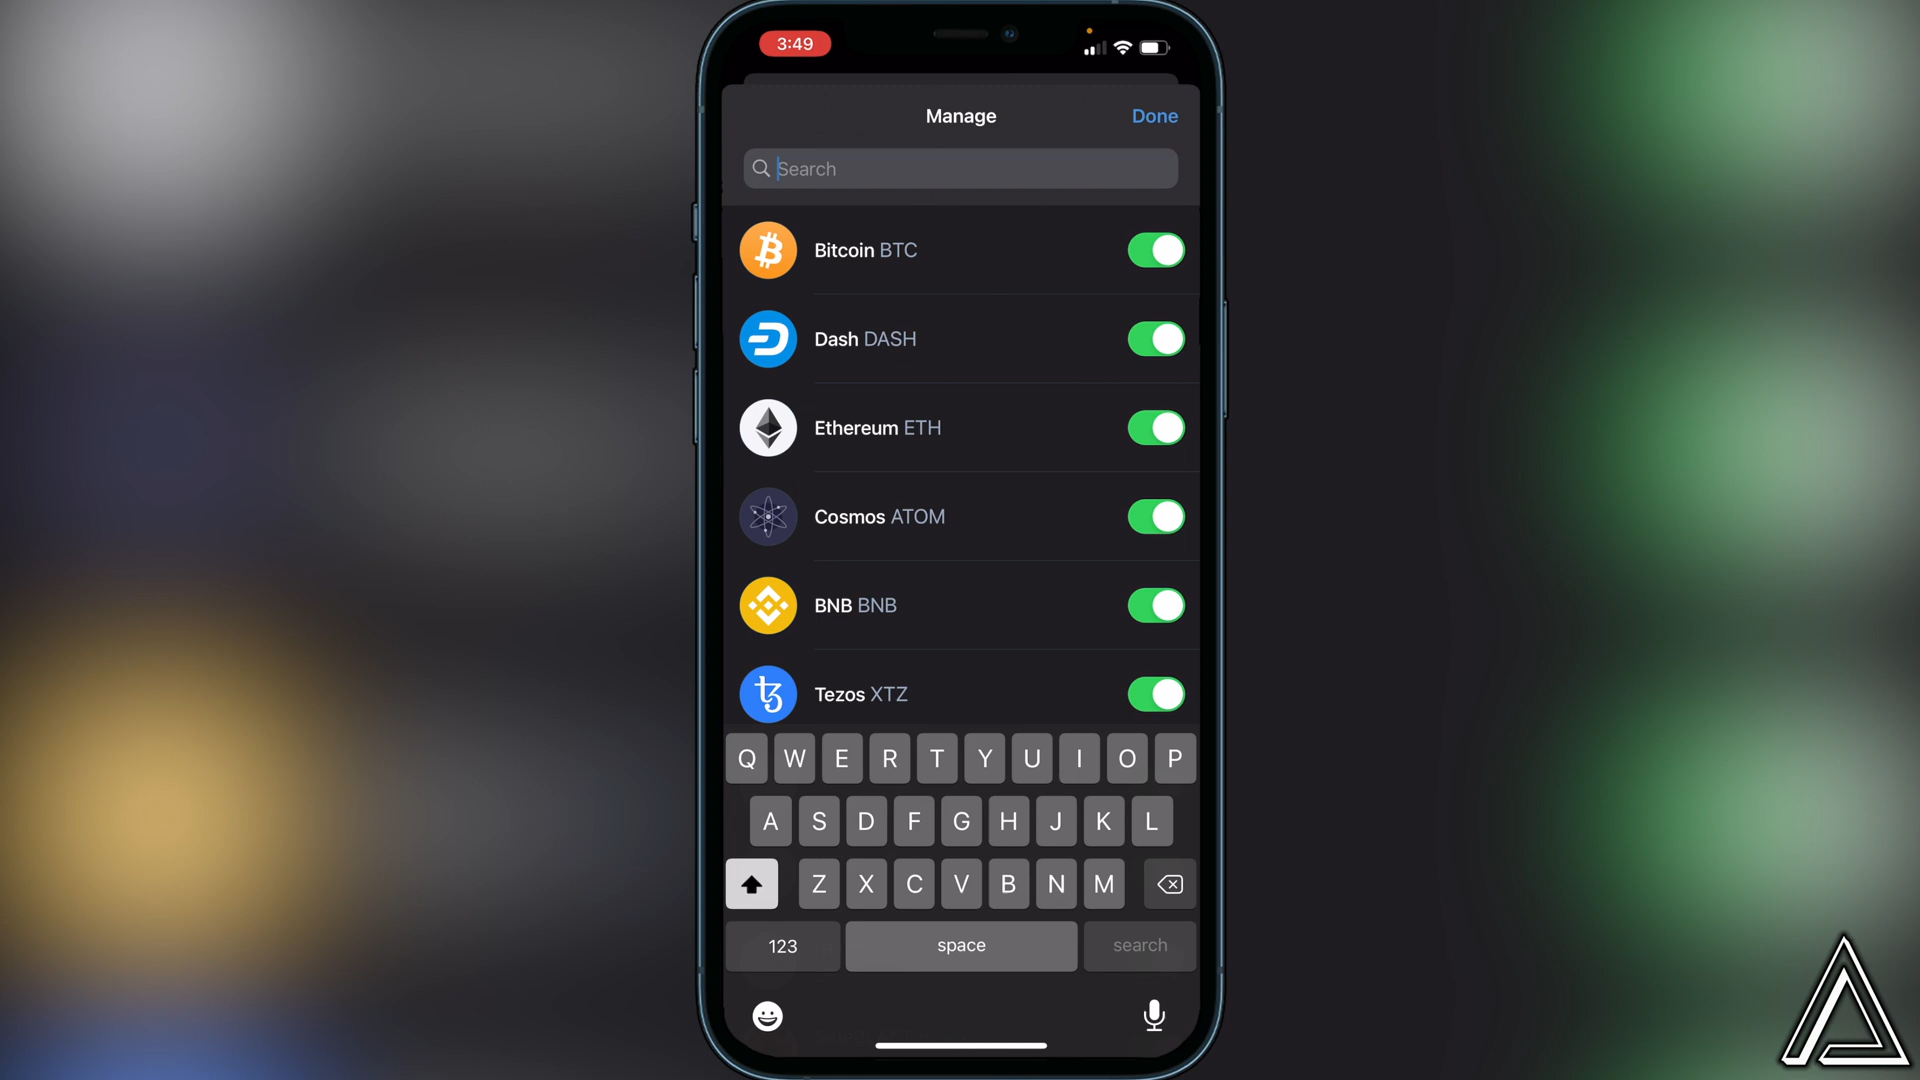 3:49
Manage
Done
Search
Bitcoin BTC
Dash DASH
Ethereum ETH
Cosmos ATOM
BNB BNB
Tezos XTZ
Q W E R T Y U I O P
A S D F G H J K L
Z X C V B N M
123
space
search